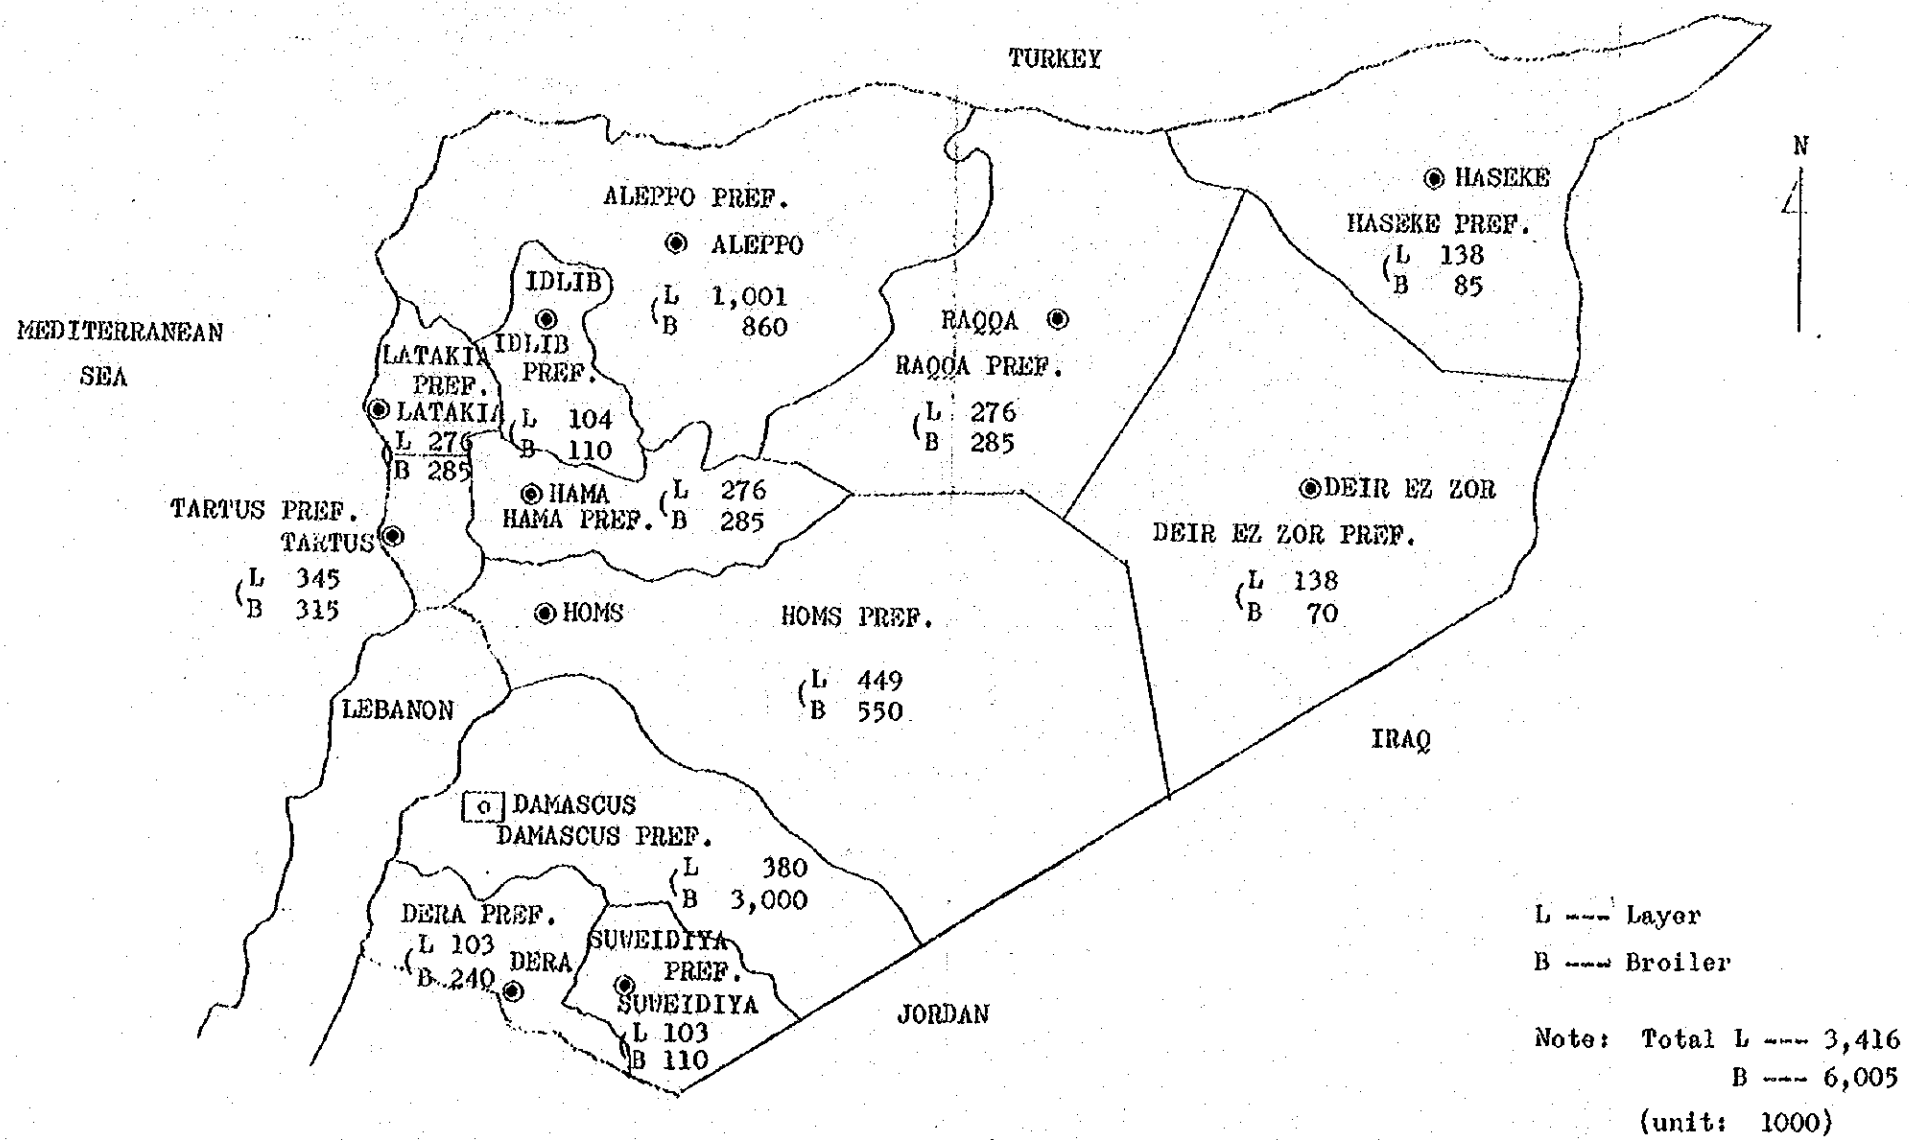 TURKEY
N
HASEKE
HASEKE PREF.
L 138
B 85
ALEPPO PREF.
ALEPPO
L 1,001
B 860
IDLIB
IDLIB
PREF.
L 104
B 110
MEDITERRANEAN
SEA
LATAKIA
PREF.
LATAKIA
L 276
B 285
RAQQA
RAQQA PREF.
L 276
B 285
HAMA
HAMA PREF.
L 276
B 285
TARTUS PREF.
TARTUS
L 345
B 315
DEIR EZ ZOR
DEIR EZ ZOR PREF.
L 138
B 70
HOMS
HOMS PREF.
L 449
B 550
LEBANON
IRAQ
DAMASCUS
DAMASCUS PREF.
L 380
B 3,000
DERA PREF.
L 103
B 240
DERA
SUWEIDIYA
PREF.
SUWEIDIYA
L 103
B 110
JORDAN
L --- Layer
B --- Broiler
Note: Total L --- 3,416
B --- 6,005
(unit: 1000)